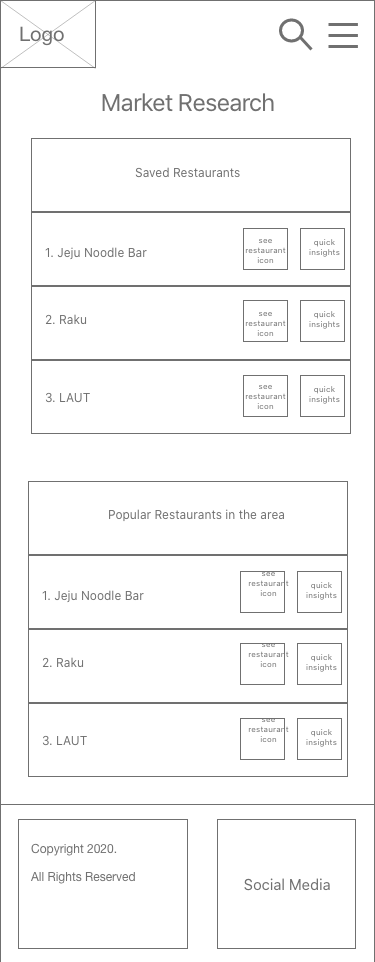 Logo
Market Research
Saved Restaurants
1. Jeju Noodle Bar
see
restaurant
icon
quick
insights
2. Raku
see
restaurant
icon
quick
insights
3. LAUT
see
restaurant
icon
quick
insights
Popular Restaurants in the area
1. Jeju Noodle Bar
see
restaurant
icon
quick
insights
2. Raku
see
restaurant
icon
quick
insights
3. LAUT
see
restaurant
icon
quick
insights
Copyright 2020.
All Rights Reserved
Social Media